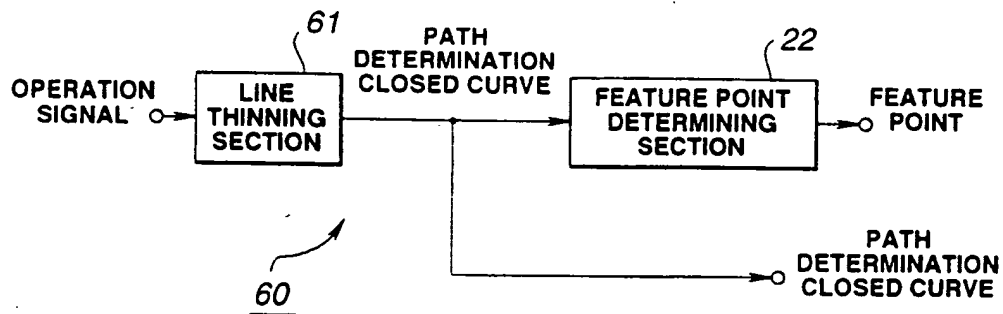 61
PATH
DETERMINATION
CLOSED CURVE
22
OPERATION
SIGNAL
LINE
THINNING
SECTION
FEATURE POINT
DETERMINING
SECTION
FEATURE
POINT
PATH
DETERMINATION
CLOSED CURVE
60